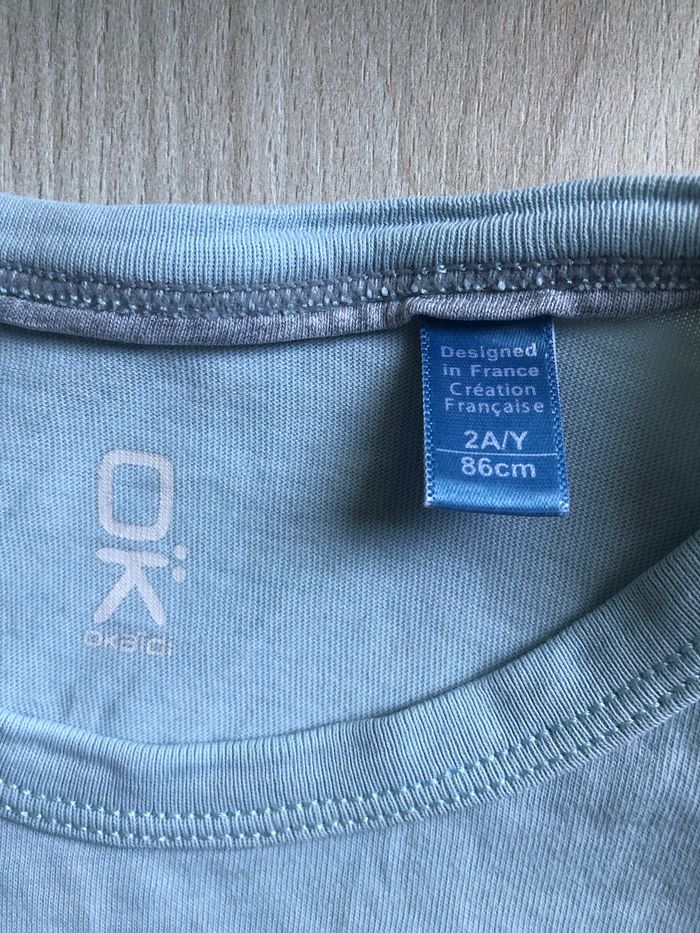 Designed
in France
Création
Française
2A/Y
86cm
OK
okaïdi